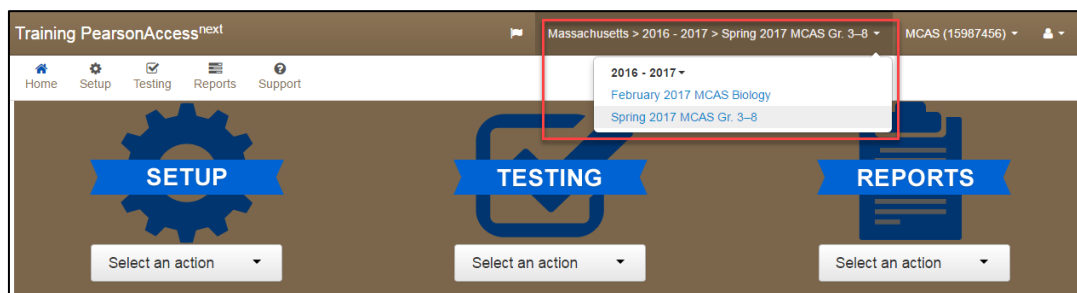 Training PearsonAccessnext
Massachusetts > 2016 - 2017 > Spring 2017 MCAS Gr. 3–8
MCAS (15987456)
Home
Setup
Testing
Reports
Support
2016 - 2017
February 2017 MCAS Biology
Spring 2017 MCAS Gr. 3–8
SETUP
TESTING
REPORTS
Select an action
Select an action
Select an action